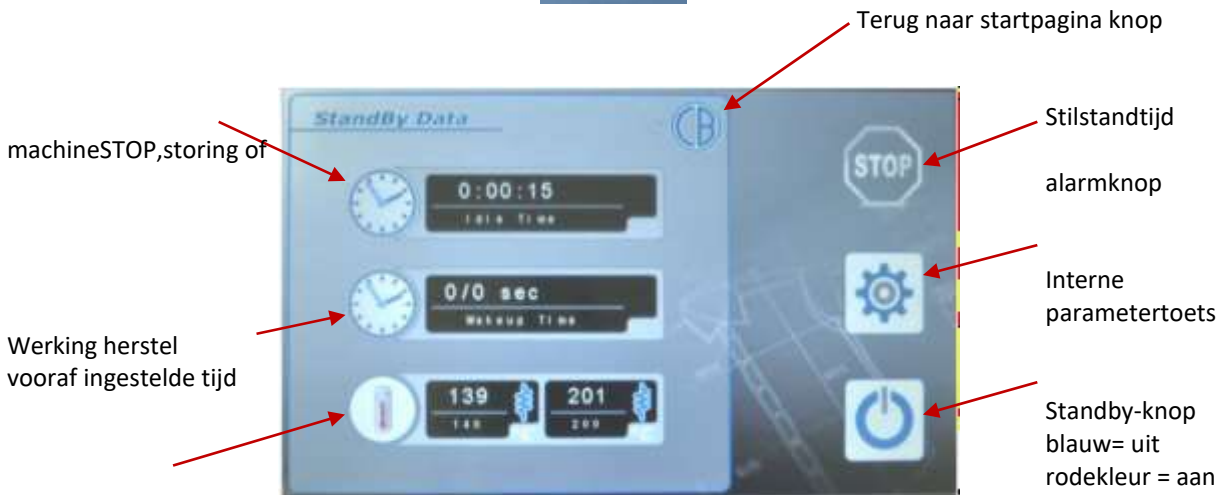 Terug naar startpagina knop
StandBy Data
CB
machineSTOP,storing of
0:00:15
Idle Time
STOP
Stilstandtijd
alarmknop
0/0 sec
Wakeup Time
Interne
parametertoets
Werking herstel
vooraf ingestelde tijd
139
140
201
200
Standby-knop
blauw= uit
rodekleur = aan